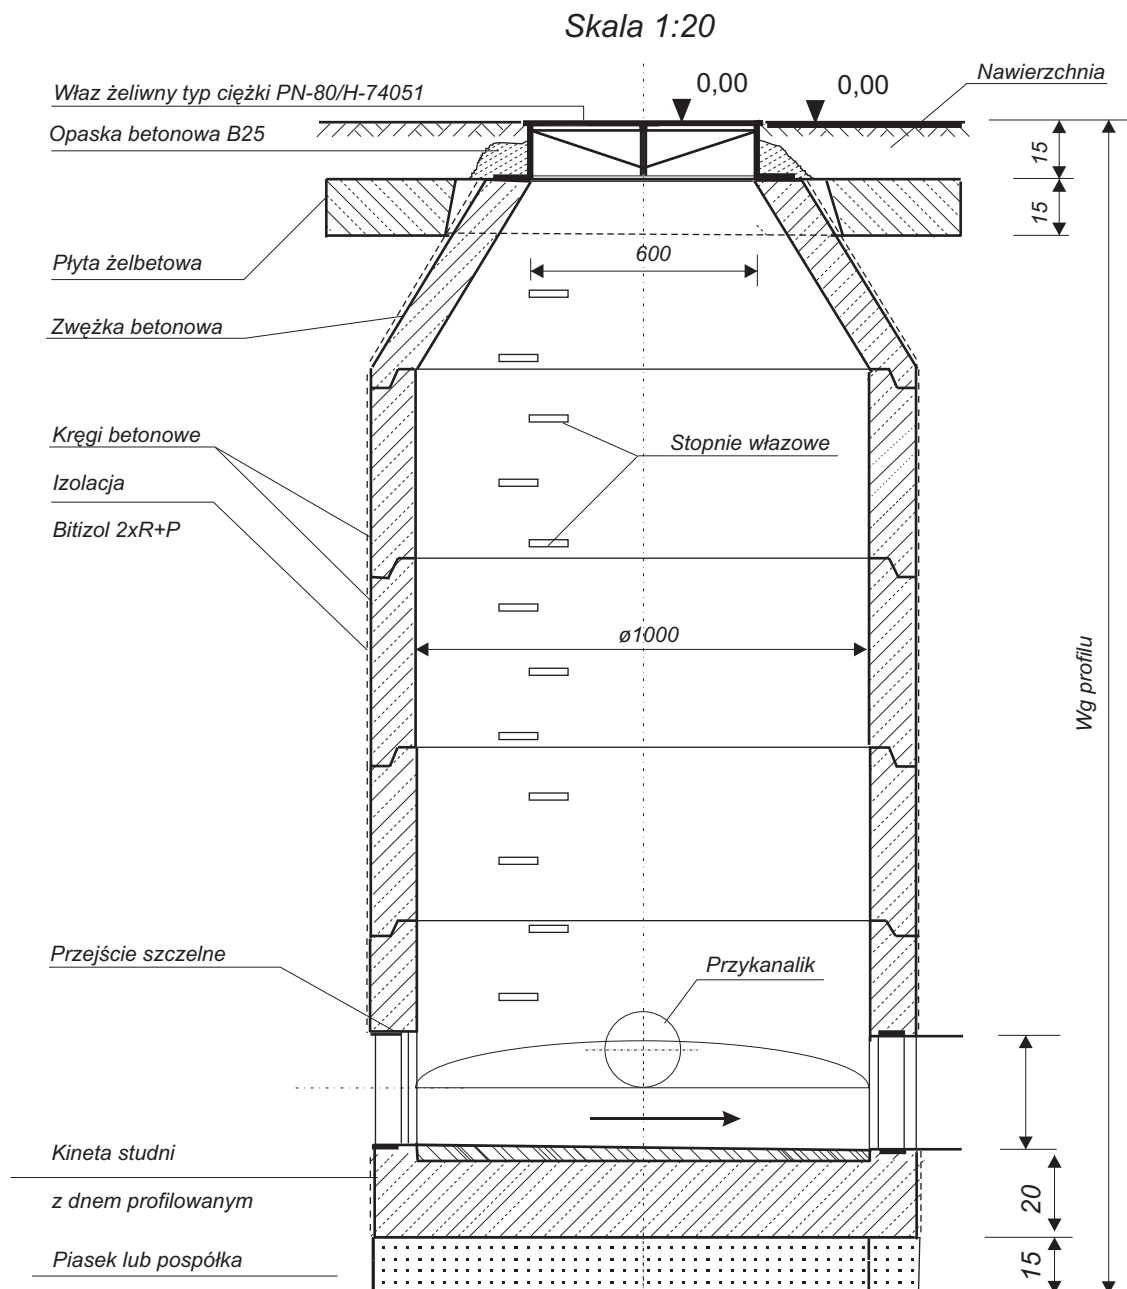 Skala 1:20
Właz żeliwny typ ciężki PN-80/H-74051
0,00
0,00
Nawierzchnia
Opaska betonowa B25
15
15
Płyta żelbetowa
600
Zwężka betonowa
Kręgi betonowe
Stopnie włazowe
Izolacja
Bitizol 2xR+P
ø1000
Wg profilu
Przejście szczelne
Przykanalik
Kineta studni
z dnem profilowanym
20
Piasek lub pospółka
15